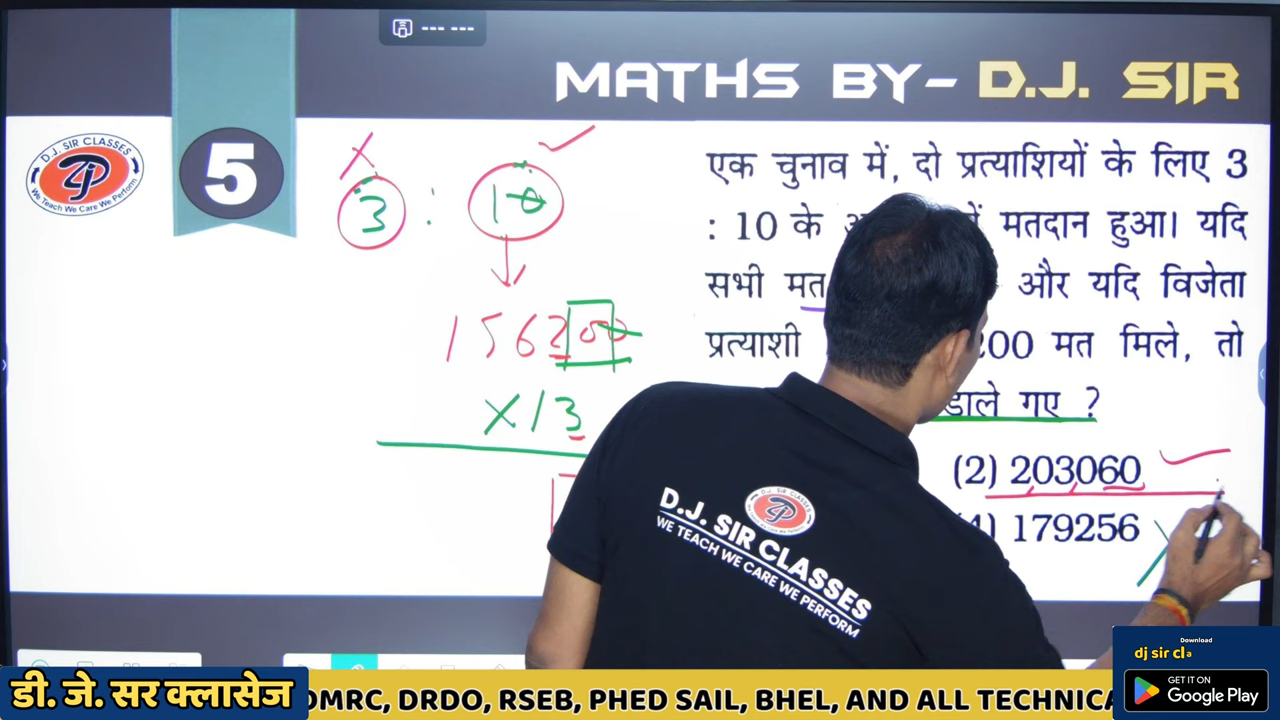 --- ---
MATHS BY- D.J. SIR
D.J. SIR CLASSES
We Teach We Care We Perform
5
3 : 10
156200
X13
एक चुनाव में, दो प्रत्याशियों के लिए 3
: 10 के में मतदान हुआ। यदि
सभी मत और यदि विजेता
प्रत्याशी 200 मत मिले, तो
डाले गए ?
(2) 203060
(4) 179256
D.J. SIR CLASSES
WE TEACH WE CARE WE PERFORM
Download
dj sir cla
GET IT ON
Google Play
डी. जे. सर क्लासेज
DMRC, DRDO, RSEB, PHED SAIL, BHEL, AND ALL TECHNICA